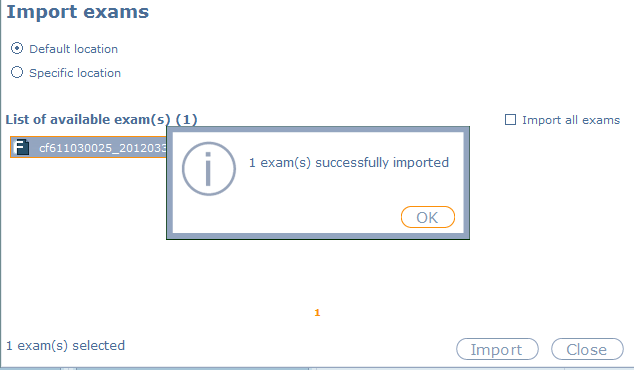 Import exams
Default location
Specific location
List of available exam(s) (1)
Import all exams
F
cf611030025_2012033
1 exam(s) successfully imported
OK
1
1 exam(s) selected
Import
Close